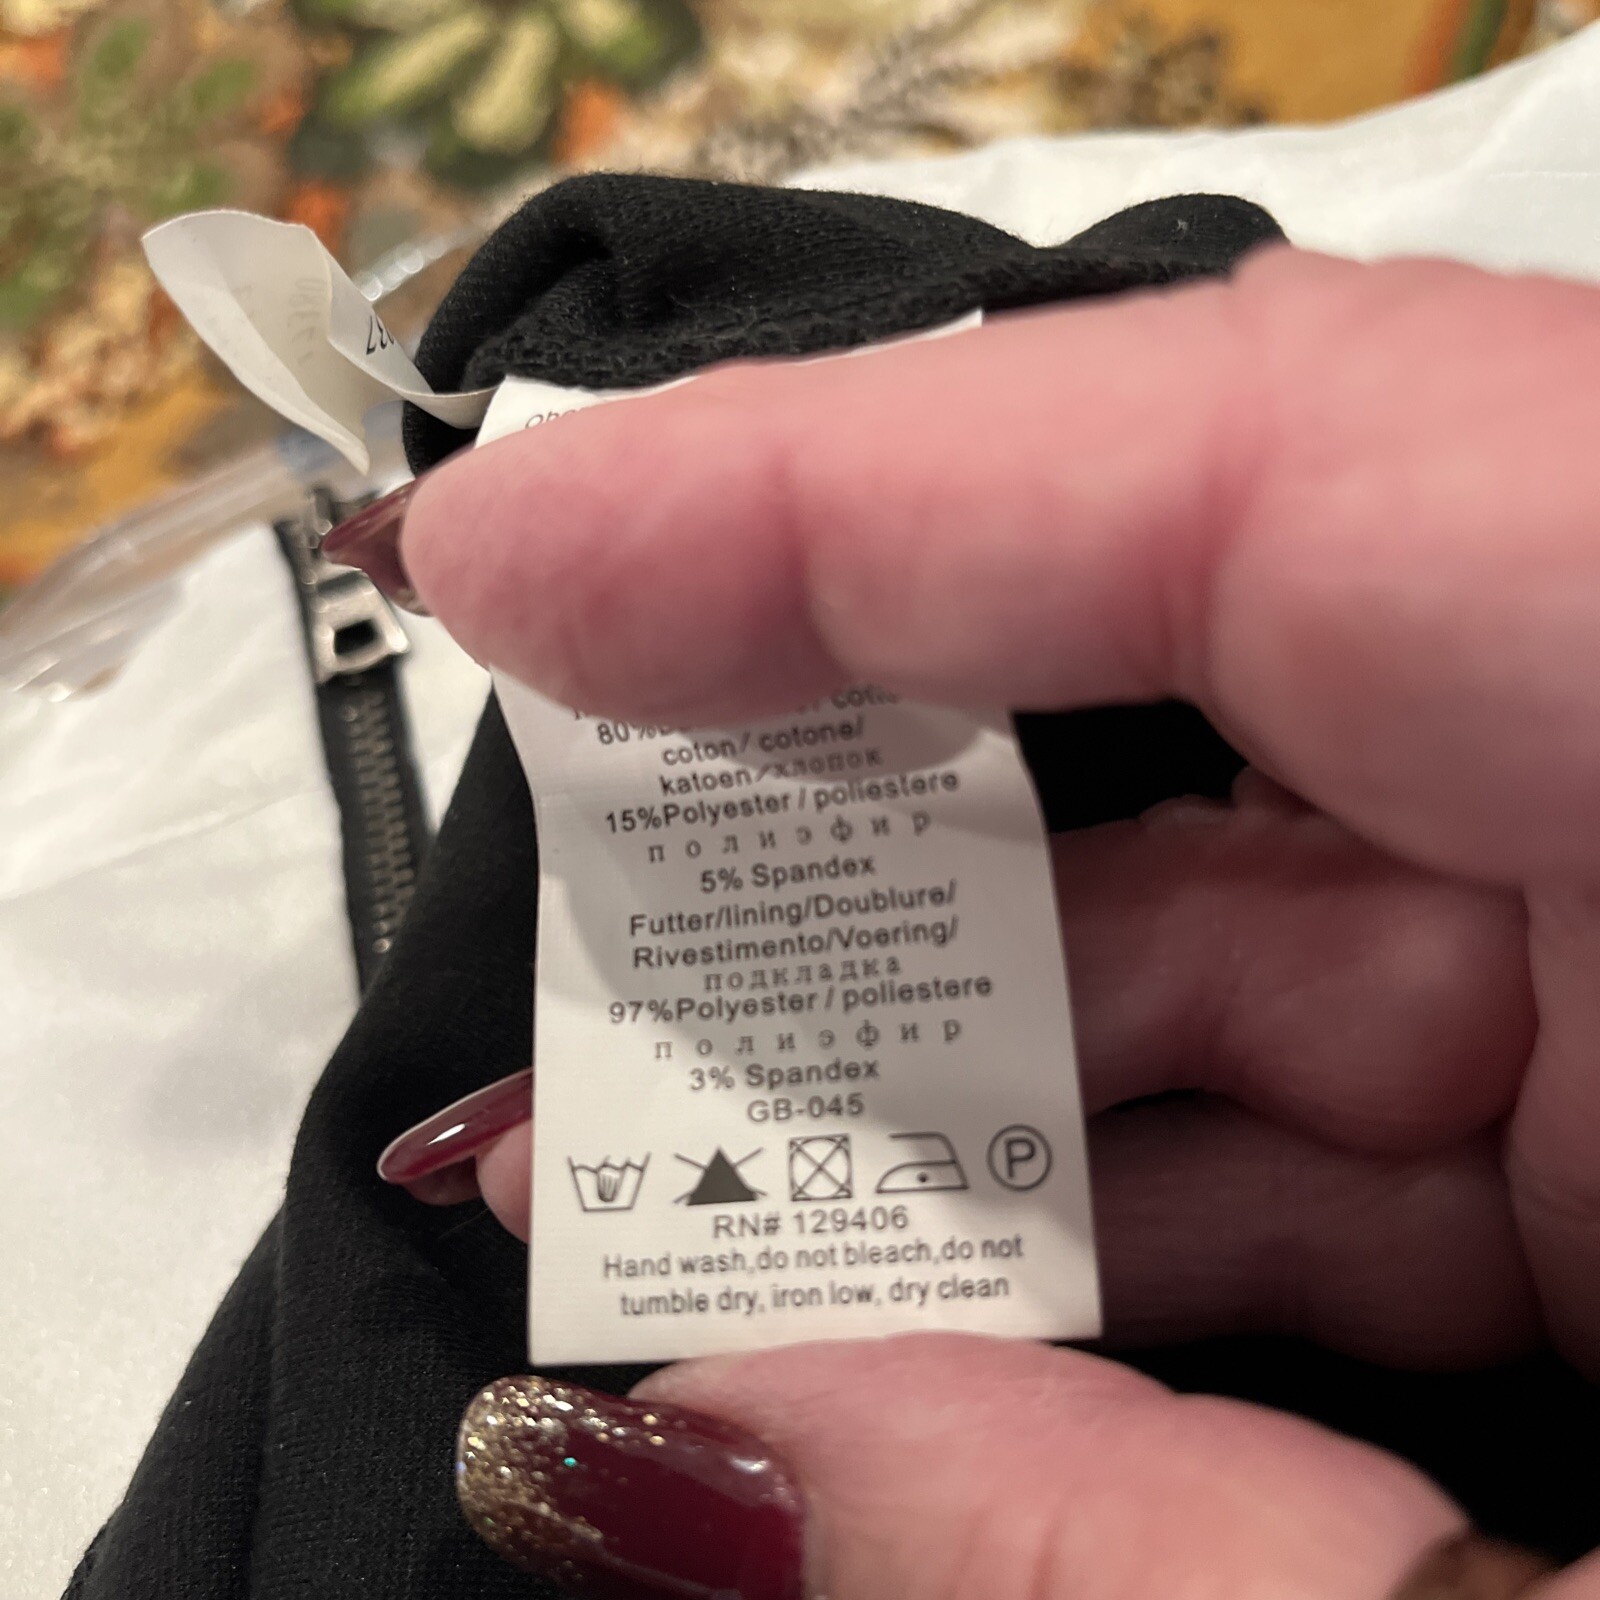 80%
coton/ cotone/
katoen/хлопок
15%Polyester / poliestere
п о л и э ф и р
5% Spandex
Futter/lining/Doublure/
Rivestimento/Voering/
подкладка
97%Polyester / poliestere
п о л и э ф и р
3% Spandex
GB-045
P
RN# 129406
Hand wash,do not bleach,do not
tumble dry, iron low, dry clean